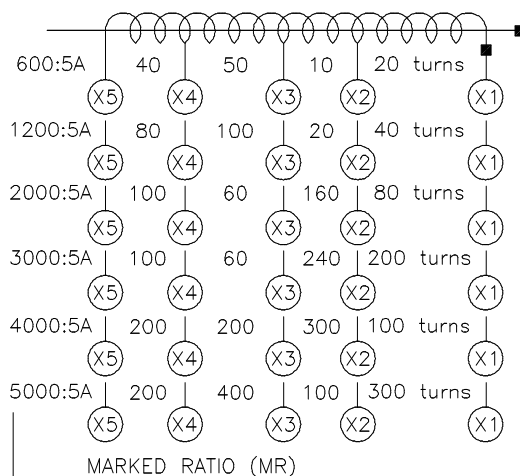 600:5A 40 50 10 20 turns
X5 X4 X3 X2 X1
1200:5A 80 100 20 40 turns
X5 X4 X3 X2 X1
2000:5A 100 60 160 80 turns
X5 X4 X3 X2 X1
3000:5A 100 60 240 200 turns
X5 X4 X3 X2 X1
4000:5A 200 200 300 100 turns
X5 X4 X3 X2 X1
5000:5A 200 400 100 300 turns
X5 X4 X3 X2 X1
MARKED RATIO (MR)